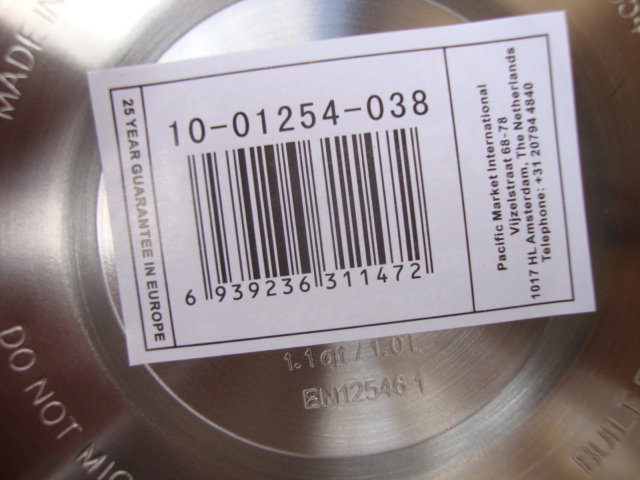 MADE IN
25 YEAR GUARANTEE IN EUROPE
10-01254-038
6 939236 311472
Pacific Market International
Vijzelstraat 68-78
1017 HL Amsterdam, The Netherlands
Telephone: +31 20794 4840
1.1 qt / 1.0 L
EN12546-1
DO NOT MIC
BUILT